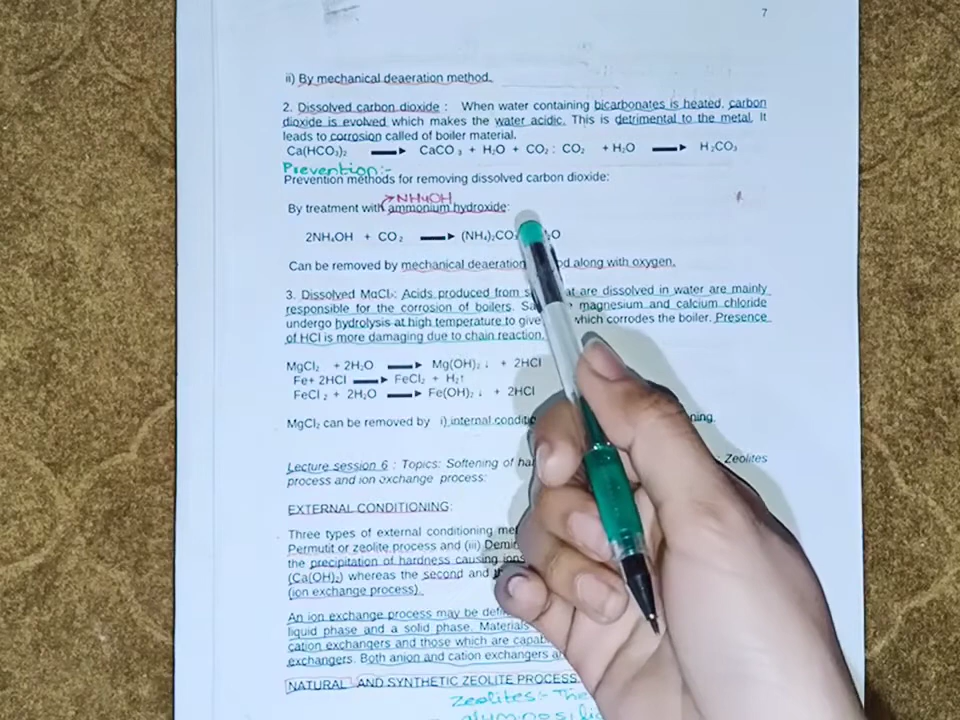 7
ii) By mechanical deaeration method.
2. Dissolved carbon dioxide : When water containing bicarbonates is heated, carbon
dioxide is evolved which makes the water acidic. This is detrimental to the metal. It
leads to corrosion called of boiler material.
Ca(HCO3)2 → CaCO3 + H2O + CO2 : CO2 + H2O → H2CO3
Prevention:-
Prevention methods for removing dissolved carbon dioxide:
NH4OH
By treatment with ammonium hydroxide:
2NH4OH + CO2 → (NH4)2CO
Can be removed by mechanical deaeration along with oxygen.
3. Dissolved MgCl2: Acids produced from are dissolved in water are mainly
responsible for the corrosion of boilers. magnesium and calcium chloride
undergo hydrolysis at high temperature to give which corrodes the boiler. Presence
of HCl is more damaging due to chain reaction.
MgCl2 + 2H2O → Mg(OH)2 ↓ + 2HCl
Fe+ 2HCl → FeCl2 + H2↑
FeCl2 + 2H2O → Fe(OH)2 ↓ + 2HCl
MgCl2 can be removed by i) internal
Lecture session 6 : Topics: Softening of Zeolites
process and ion exchange process:
EXTERNAL CONDITIONING:
Three types of external conditioning
Permutit or zeolite process and (iii)
the precipitation of hardness causing ions
(Ca(OH)2) whereas the second and
(ion exchange process).
An ion exchange process may be
liquid phase and a solid phase. Materials
cation exchangers and those which are
exchangers. Both anion and cation exchangers
NATURAL AND SYNTHETIC ZEOLITE PROCESS
Zeolites:- The